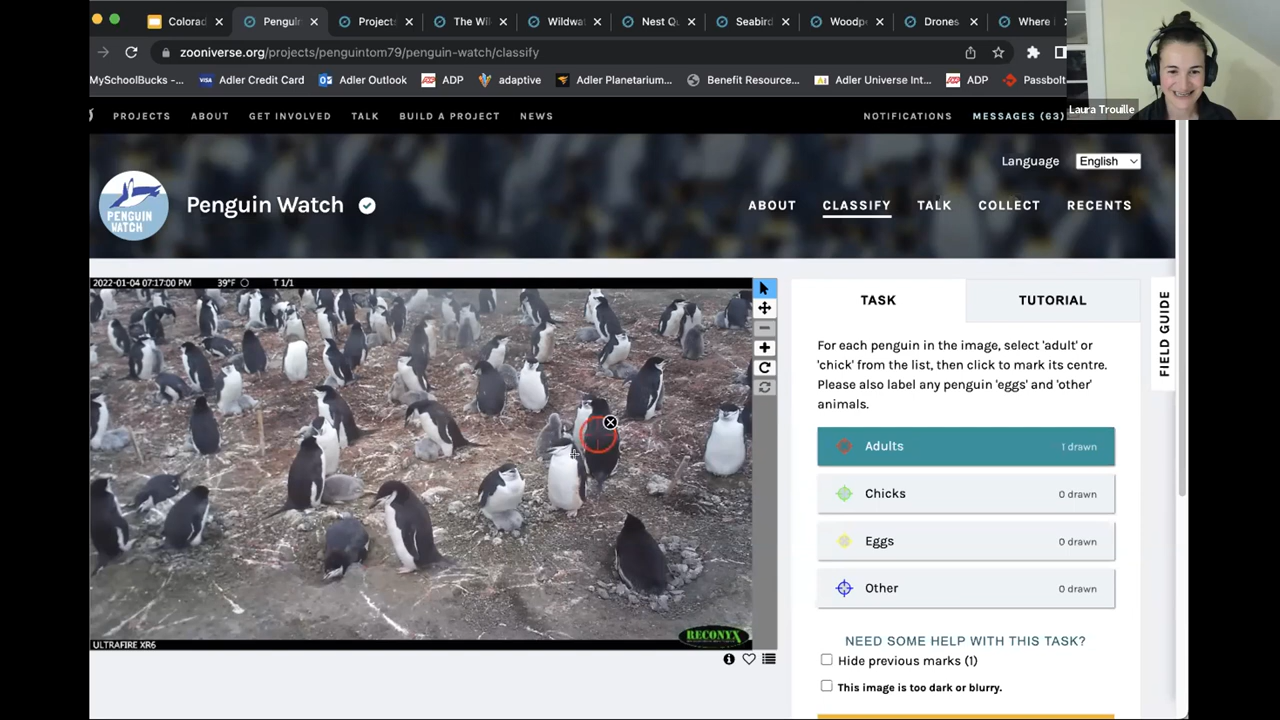 Colorad
Penguin
Projects
The Wil
Wildwat
Nest Qu
Seabird
Woodpe
Drones
Where i
zooniverse.org/projects/penguintom79/penguin-watch/classify
MySchoolBucks -...
VISA Adler Credit Card
Adler Outlook
ADP
adaptive
Adler Planetarium...
Benefit Resource...
Adler Universe Int...
ADP
Passbolt
Laura Trouille
PROJECTS
ABOUT
GET INVOLVED
TALK
BUILD A PROJECT
NEWS
NOTIFICATIONS
MESSAGES (63)
Language
English
PENGUIN
WATCH
Penguin Watch
ABOUT
CLASSIFY
TALK
COLLECT
RECENTS
2022-01-04 07:17:00 PM
39°F
T 1/1
ULTRAFIRE XR6
RECONYX
TASK
TUTORIAL
FIELD GUIDE
For each penguin in the image, select 'adult' or
'chick' from the list, then click to mark its centre.
Please also label any penguin 'eggs' and 'other'
animals.
Adults
1 drawn
Chicks
0 drawn
Eggs
0 drawn
Other
0 drawn
NEED SOME HELP WITH THIS TASK?
Hide previous marks (1)
This image is too dark or blurry.